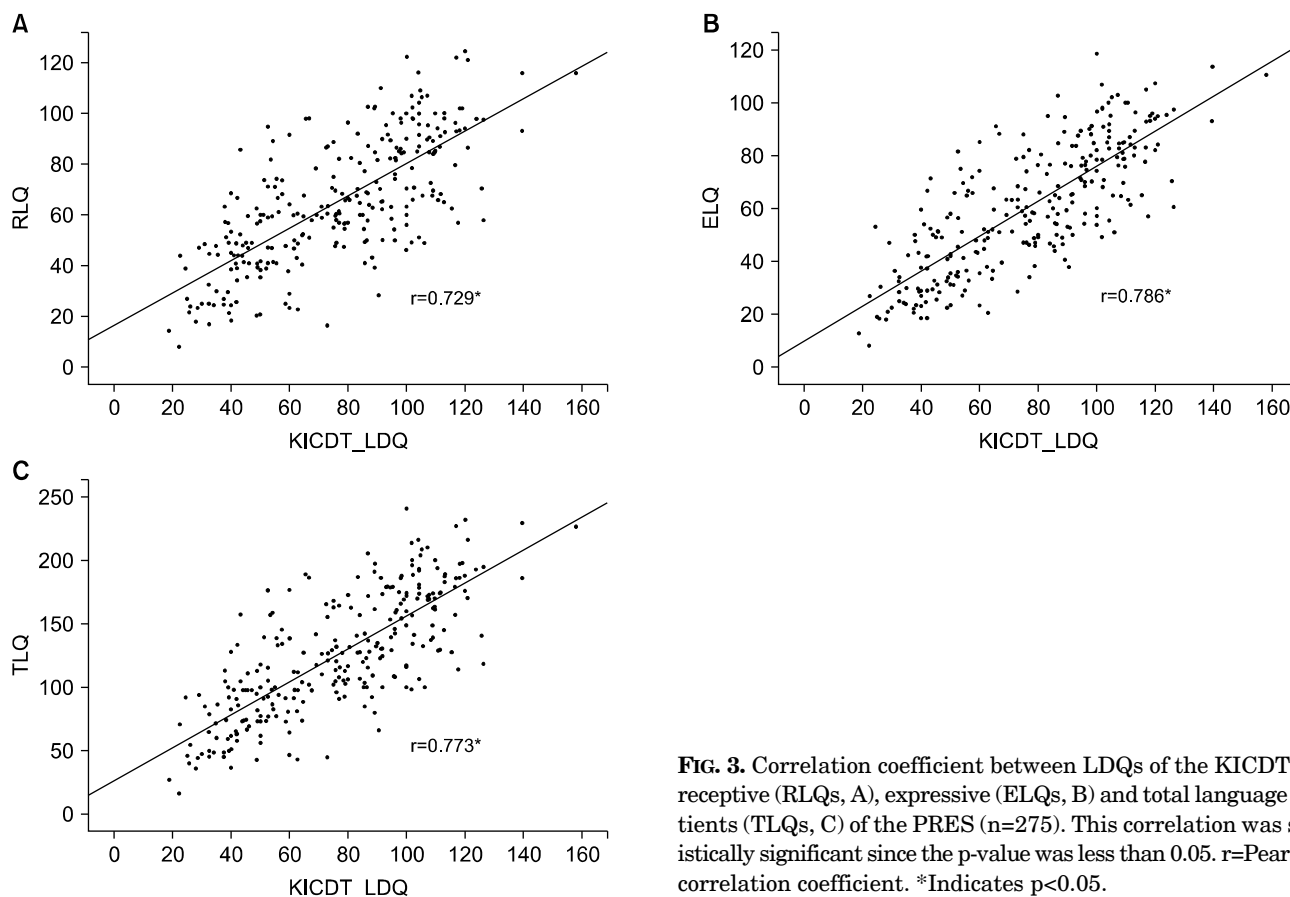 A
RLQ
120
100
80
60
40
20
0
r=0.729*
0 20 40 60 80 100 120 140 160
KICDT_LDQ
B
ELQ
120
100
80
60
40
20
0
r=0.786*
0 20 40 60 80 100 120 140 160
KICDT_LDQ
C
TLQ
250
200
150
100
50
0
r=0.773*
0 20 40 60 80 100 120 140 160
KICDT_LDQ
FIG. 3. Correlation coefficient between LDQs of the KICDT
receptive (RLQs, A), expressive (ELQs, B) and total language
tients (TLQs, C) of the PRES (n=275). This correlation was s
istically significant since the p-value was less than 0.05. r=Pear
correlation coefficient. *Indicates p<0.05.